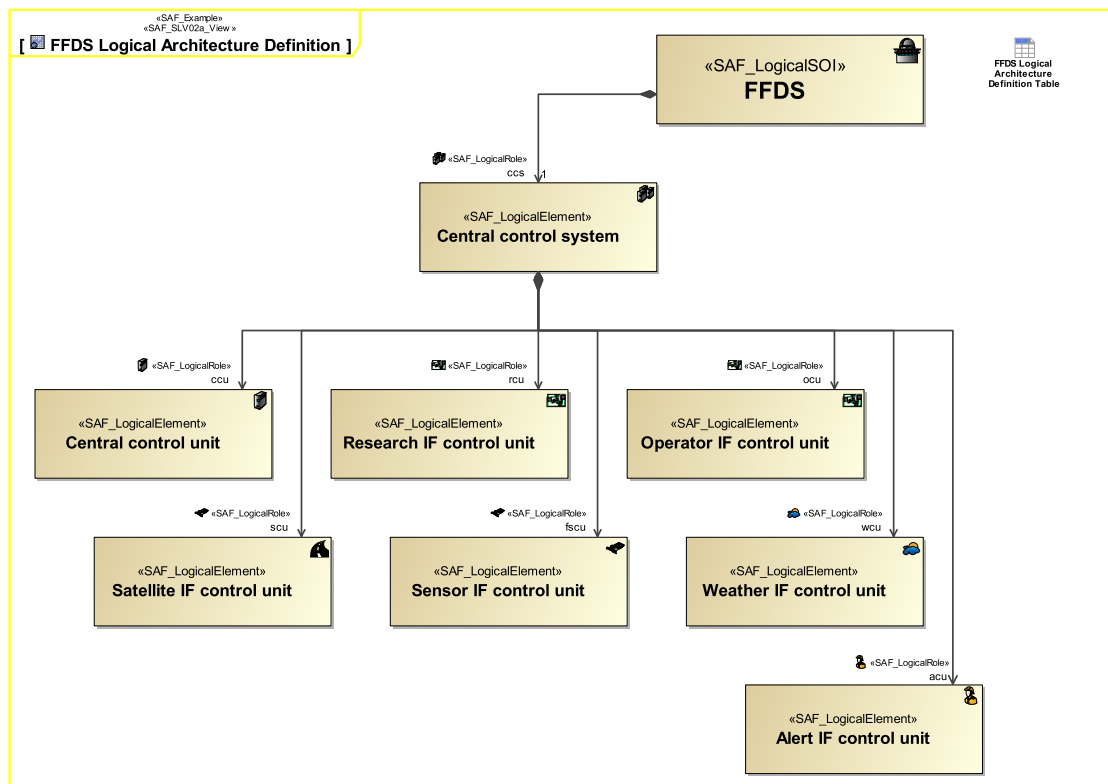 «SAF_Example»
«SAF_SLV02a_View »
[ FFDS Logical Architecture Definition ]
«SAF_LogicalSOI»
FFDS
FFDS Logical
Architecture
Definition Table
«SAF_LogicalRole»
ccs
1
«SAF_LogicalElement»
Central control system
«SAF_LogicalRole»
ccu
«SAF_LogicalRole»
rcu
«SAF_LogicalRole»
ocu
«SAF_LogicalElement»
Central control unit
«SAF_LogicalElement»
Research IF control unit
«SAF_LogicalElement»
Operator IF control unit
«SAF_LogicalRole»
scu
«SAF_LogicalRole»
fscu
«SAF_LogicalRole»
wcu
«SAF_LogicalElement»
Satellite IF control unit
«SAF_LogicalElement»
Sensor IF control unit
«SAF_LogicalElement»
Weather IF control unit
«SAF_LogicalRole»
acu
«SAF_LogicalElement»
Alert IF control unit